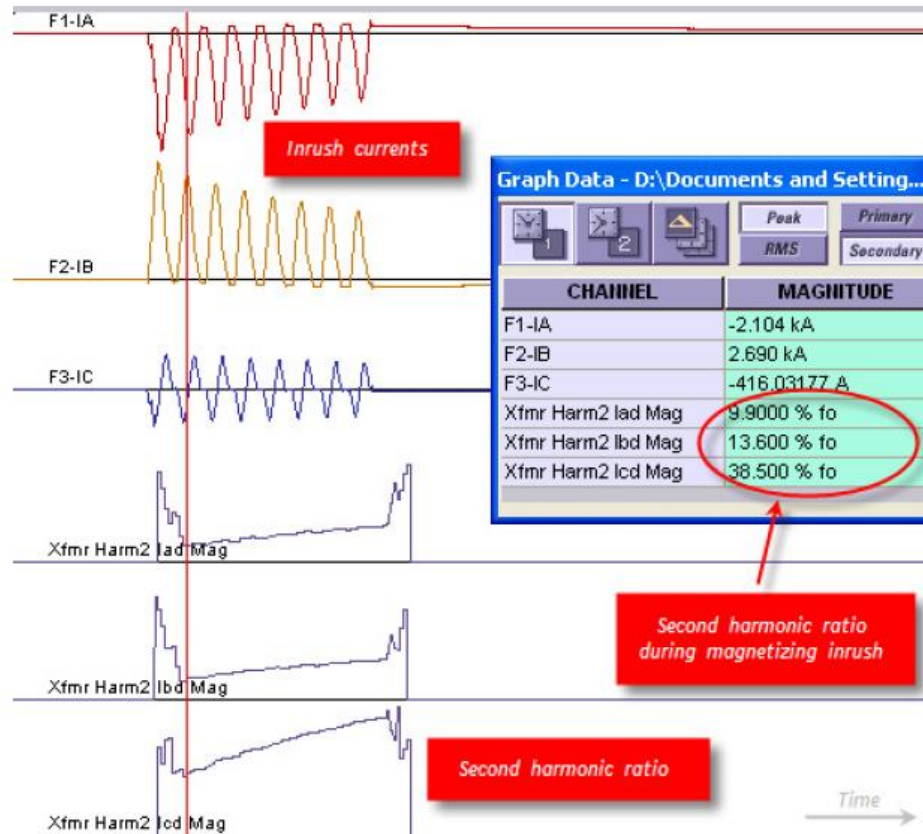 F1-IA
Inrush currents
F2-IB
F3-IC
Xfmr Harm2 Iad Mag
Xfmr Harm2 Ibd Mag
Xfmr Harm2 Icd Mag
Graph Data - D:\Documents and Setting...
1
2
Peak
RMS
Primary
Secondary
CHANNEL MAGNITUDE
F1-IA -2.104 kA
F2-IB 2.690 kA
F3-IC -416.03177 A
Xfmr Harm2 Iad Mag 9.9000 % fo
Xfmr Harm2 Ibd Mag 13.600 % fo
Xfmr Harm2 Icd Mag 38.500 % fo
Second harmonic ratio
during magnetizing inrush
Second harmonic ratio
Time